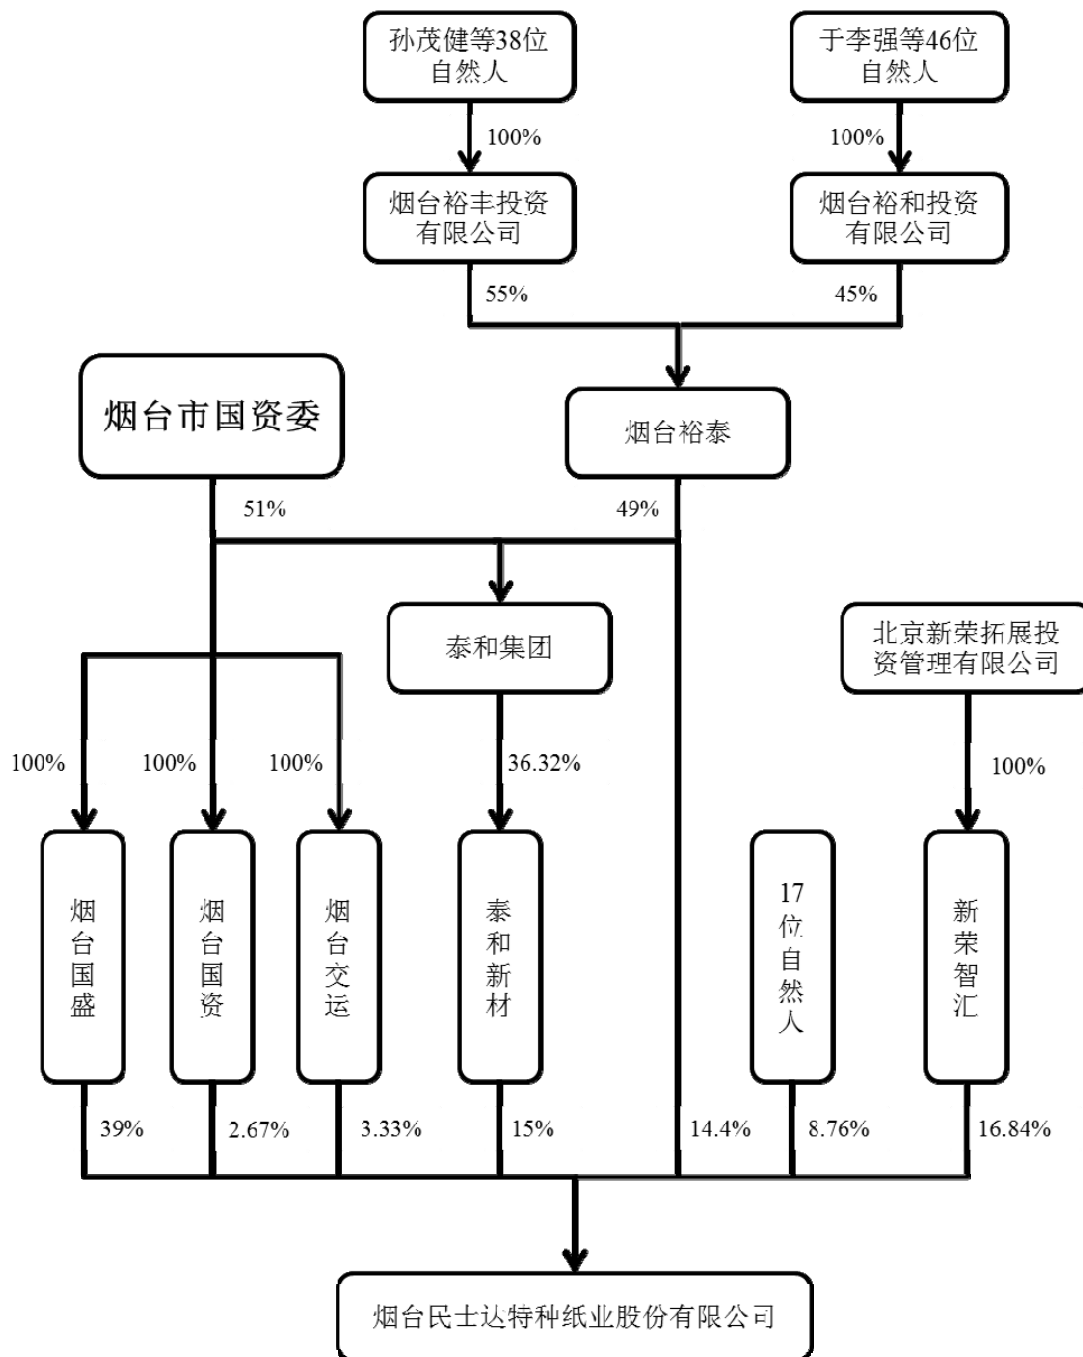 孙茂健等38位
自然人
于李强等46位
自然人
100%
100%
烟台裕丰投资
有限公司
烟台裕和投资
有限公司
55%
45%
烟台市国资委
烟台裕泰
51%
49%
泰和集团
北京新荣拓展投
资管理有限公司
100%
100%
100%
36.32%
100%
烟台国盛
烟台国资
烟台交运
泰和新材
17位自然人
新荣智汇
39%
2.67%
3.33%
15%
14.4%
8.76%
16.84%
烟台民士达特种纸业股份有限公司